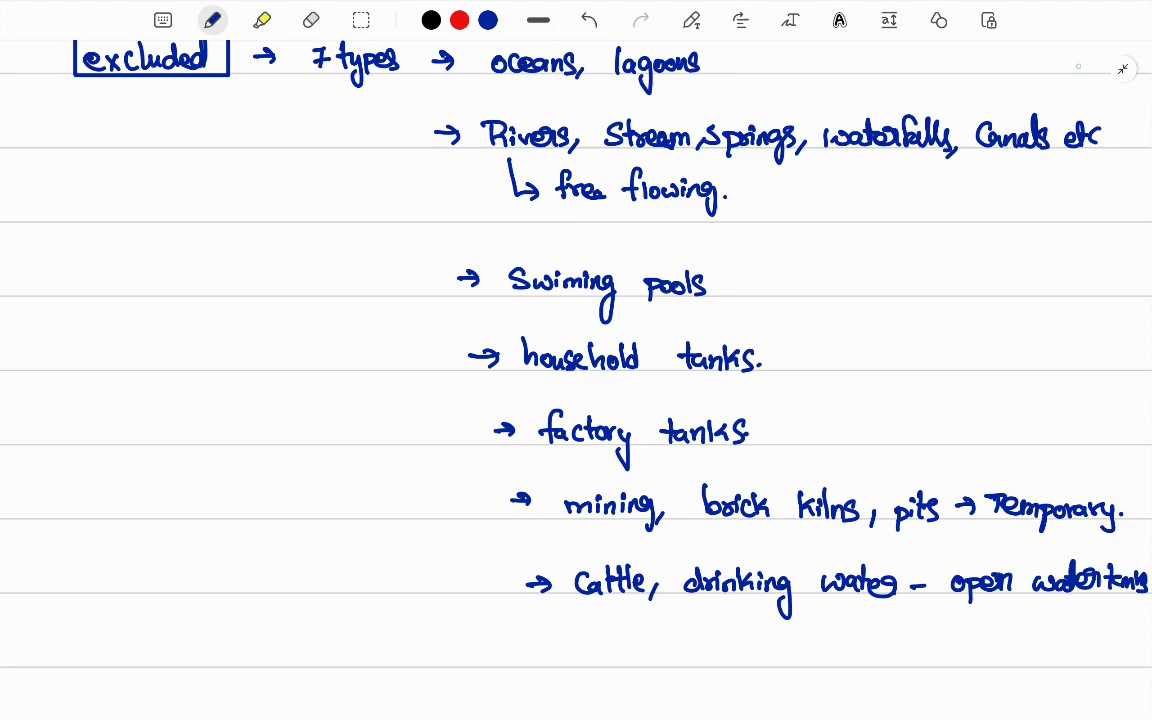 excluded → 7 types → oceans, lagoons
→ Rivers, Stream, springs, waterfalls, Canals etc
↳ free flowing.
→ Swiming pools
→ household tanks.
→ factory tanks.
→ mining, brick kilns, pits → Temporary.
→ Cattle, drinking water - open water tanks